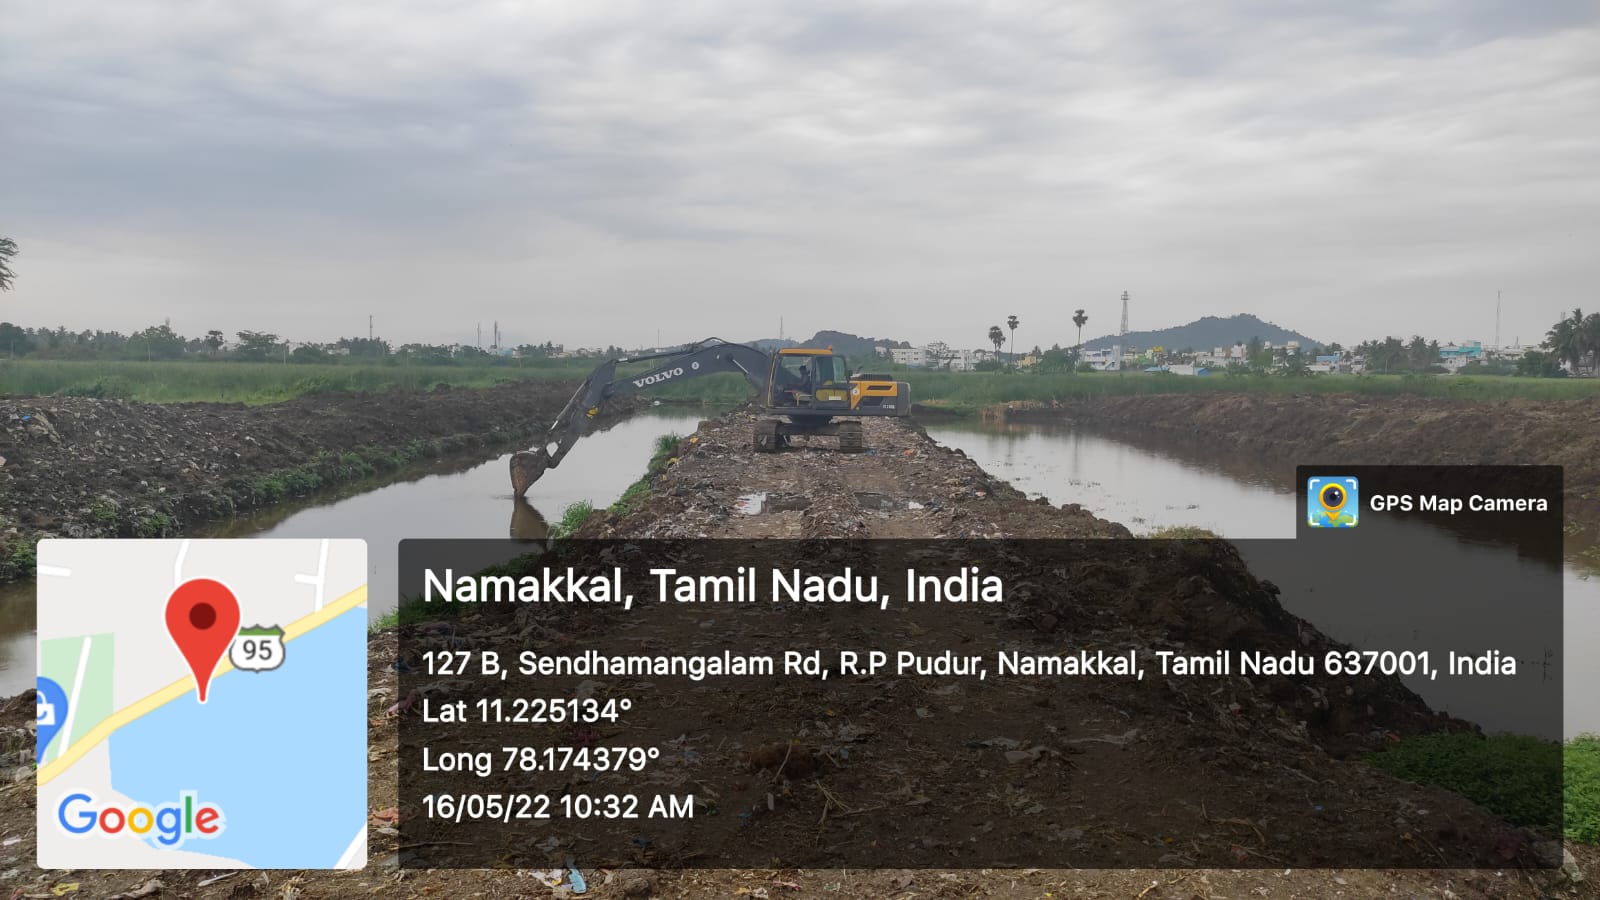 VOLVO
GPS Map Camera
Namakkal, Tamil Nadu, India
127 B, Sendhamangalam Rd, R.P Pudur, Namakkal, Tamil Nadu 637001, India
Lat 11.225134°
Long 78.174379°
16/05/22 10:32 AM
95
Google